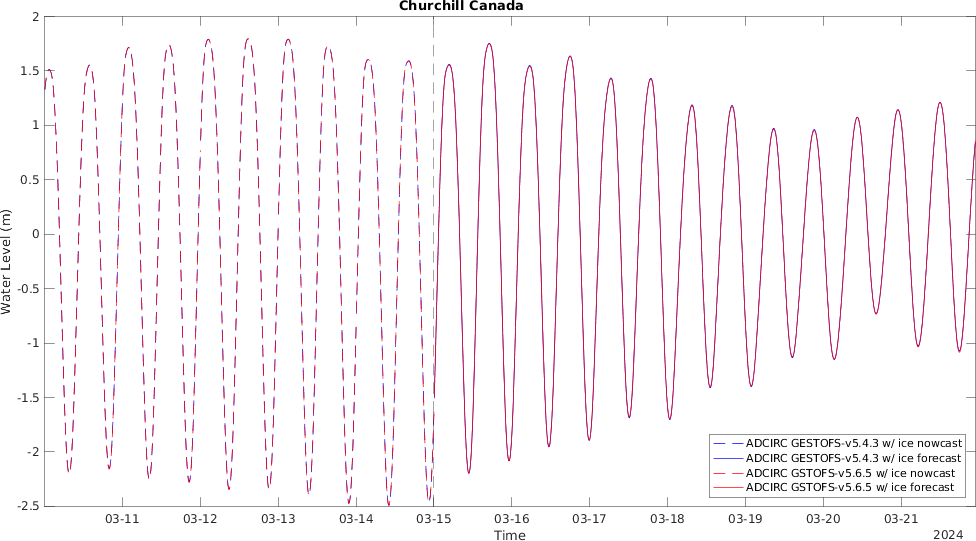 Churchill Canada
2
1.5
1
0.5
0
-0.5
-1
-1.5
-2
-2.5
Water Level (m)
ADCIRC GESTOFS-v5.4.3 w/ ice nowcast
ADCIRC GESTOFS-v5.4.3 w/ ice forecast
ADCIRC GSTOFS-v5.6.5 w/ ice nowcast
ADCIRC GSTOFS-v5.6.5 w/ ice forecast
03-11 03-12 03-13 03-14 03-15 03-16 03-17 03-18 03-19 03-20 03-21
Time
2024